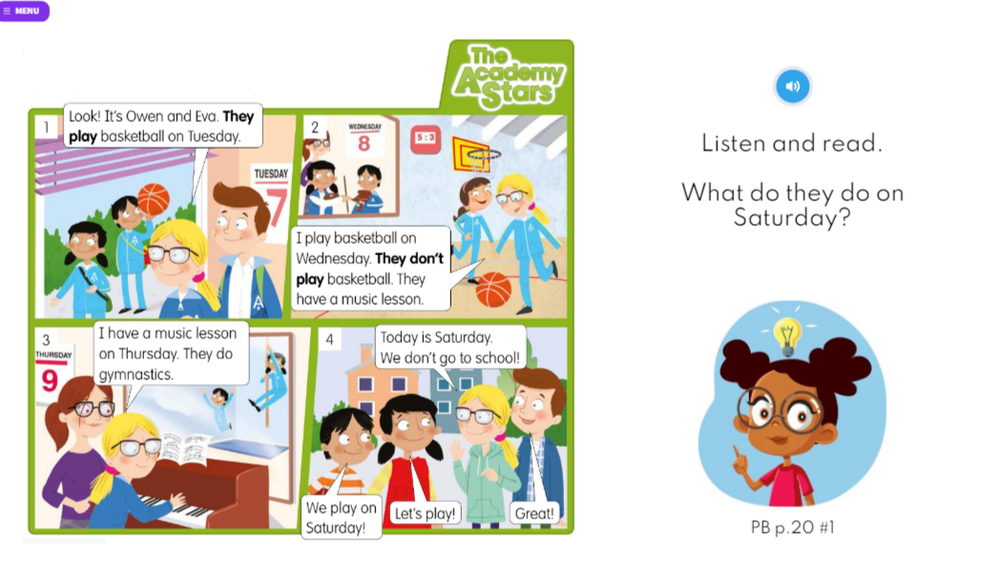 MENU
The
Academy
Stars
1
Look! It's Owen and Eva. They
play basketball on Tuesday.
TUESDAY
7
A
2
WEDNESDAY
8
5:3
I play basketball on
Wednesday. They don't
play basketball. They
have a music lesson.
3
THURSDAY
9
I have a music lesson
on Thursday. They do
gymnastics.
4
Today is Saturday.
We don't go to school!
We play on
Saturday!
Let's play!
Great!
Listen and read.
What do they do on
Saturday?
PB p.20 #1